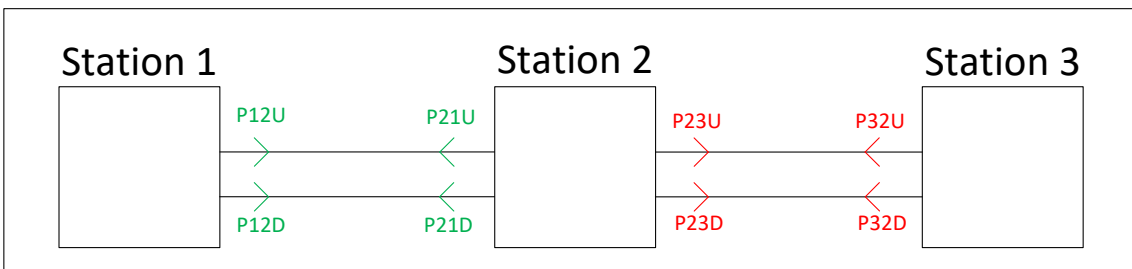 Station 1
Station 2
Station 3
P12U
P21U
P23U
P32U
P12D
P21D
P23D
P32D